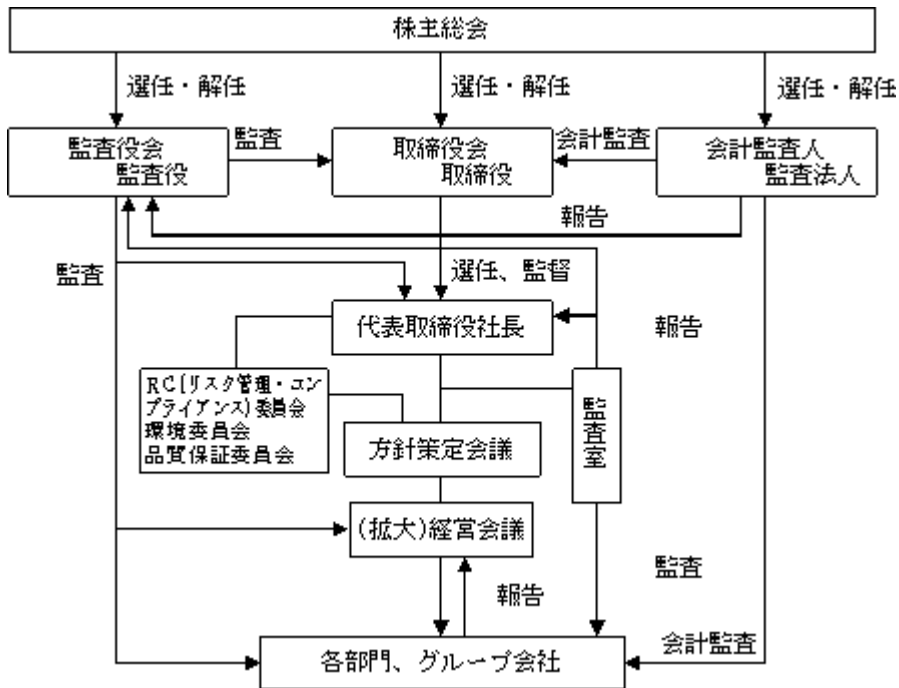 株主総会
選任・解任
選任・解任
選任・解任
監査役会
監査役
監査
取締役会
取締役
会計監査
会計監査人
監査法人
報告
監査
選任、監督
代表取締役社長
報告
RC(リスク管理・コン
プライアンス)委員会
環境委員会
品質保証委員会
方針策定会議
監査室
(拡大)経営会議
監査
報告
各部門、グループ会社
会計監査